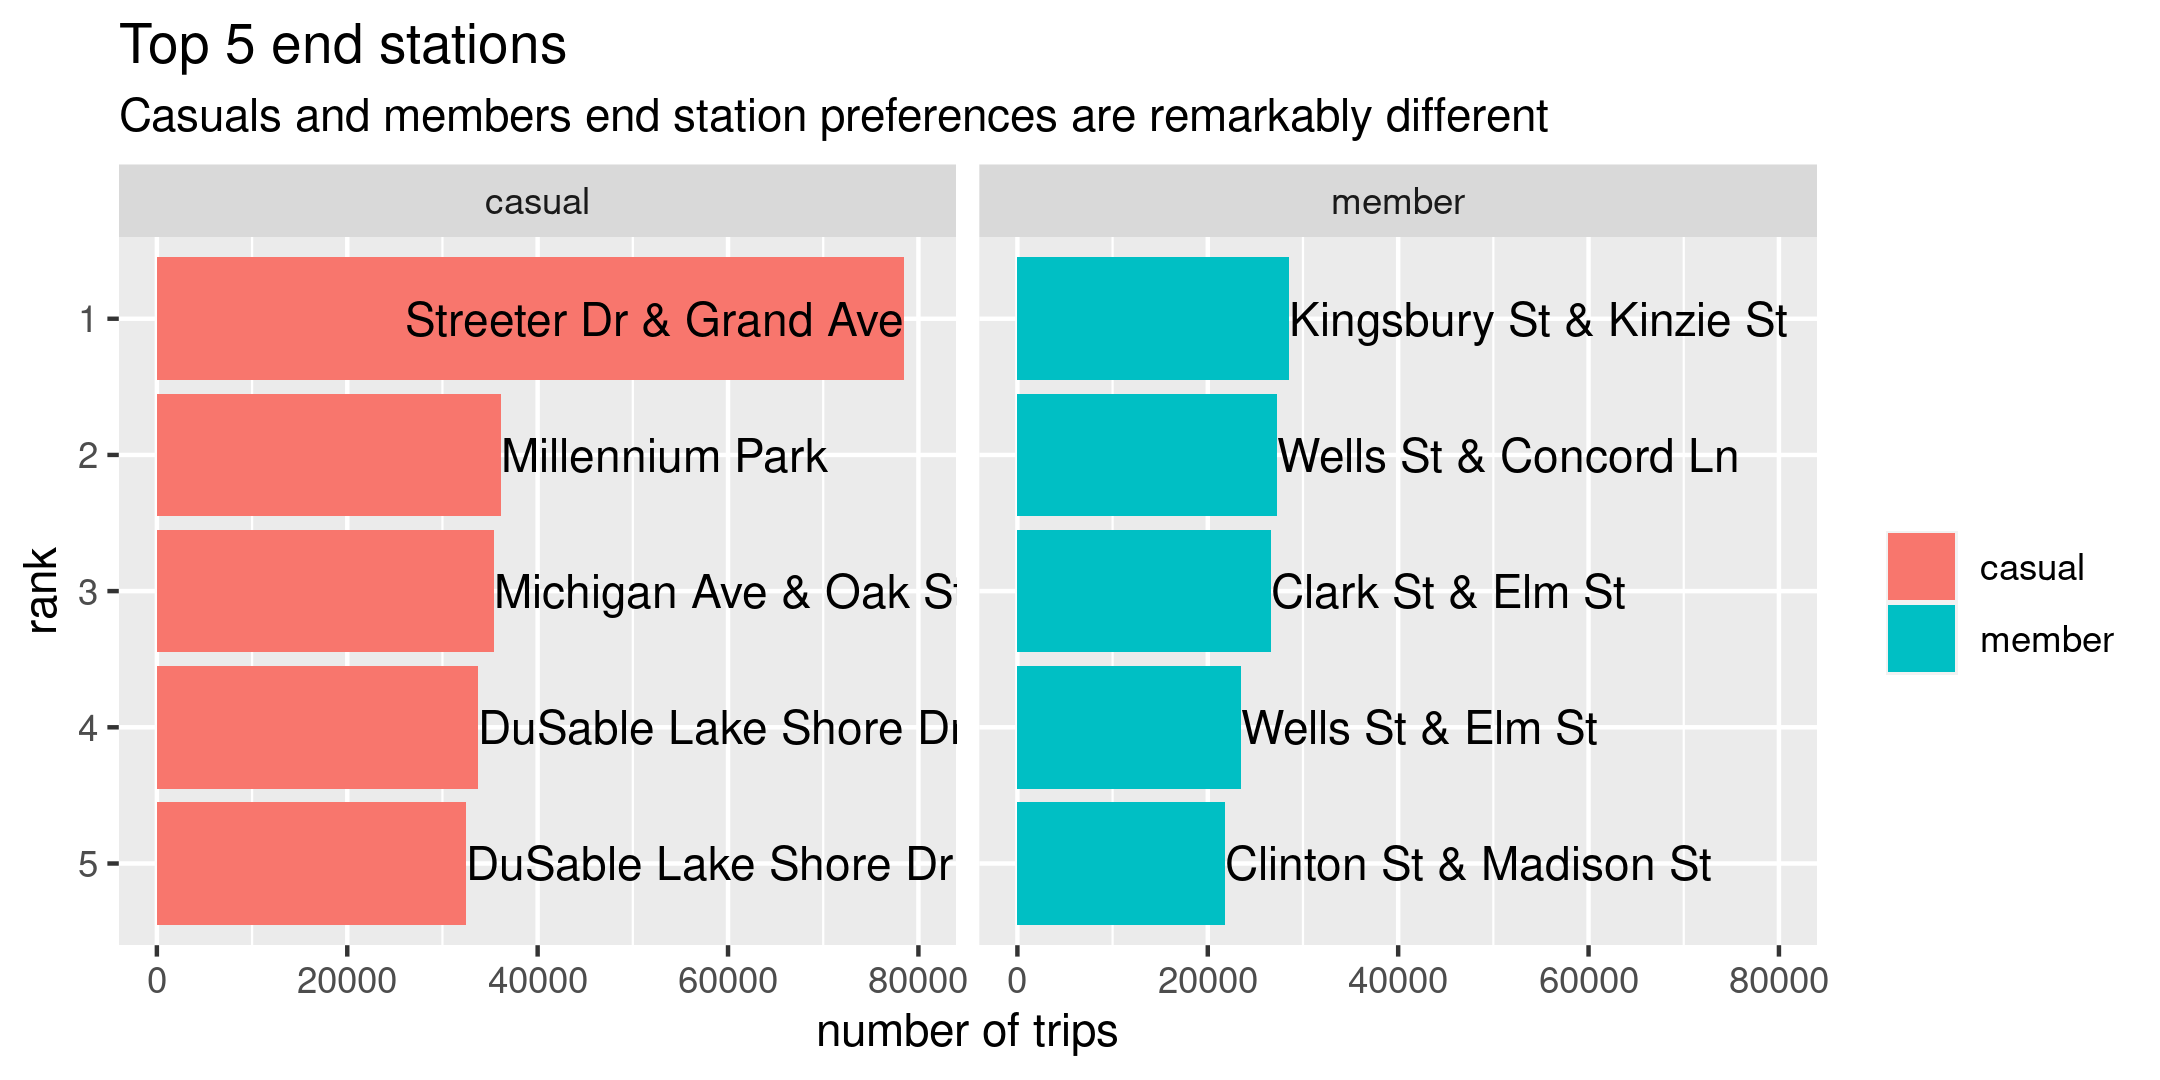 Top 5 end stations
Casuals and members end station preferences are remarkably different
casual
member
rank
1
2
3
4
5
Streeter Dr & Grand Ave
Millennium Park
Michigan Ave & Oak St
DuSable Lake Shore Dr
DuSable Lake Shore Dr
Kingsbury St & Kinzie St
Wells St & Concord Ln
Clark St & Elm St
Wells St & Elm St
Clinton St & Madison St
0 20000 40000 60000 80000
0 20000 40000 60000 80000
number of trips
casual
member